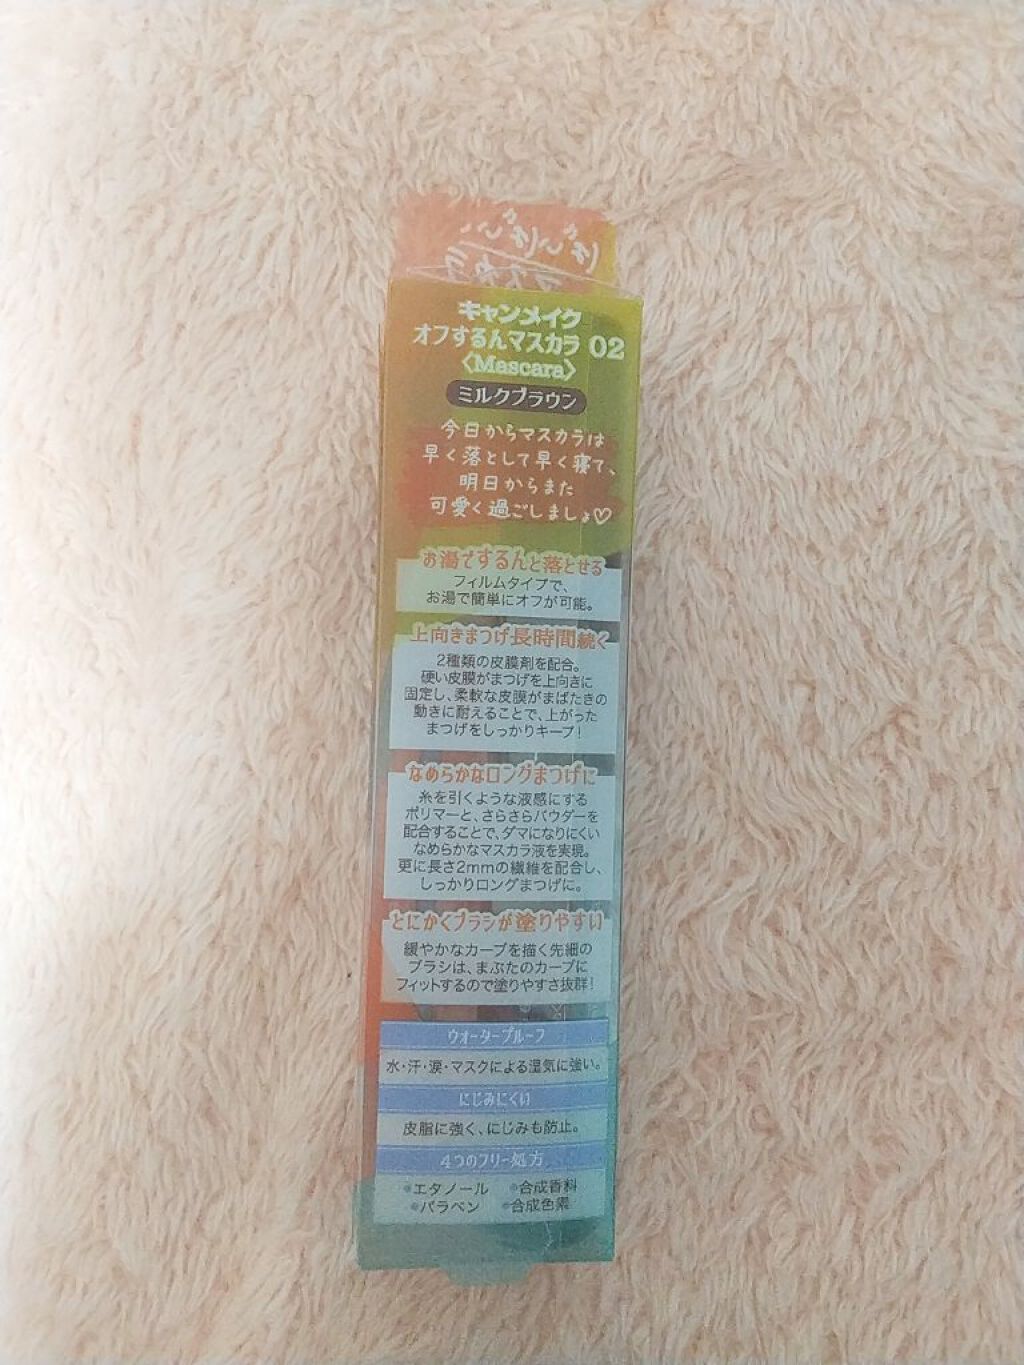 キャンメイク
オフするんマスカラ 02
〈Mascara〉
ミルクブラウン
今日からマスカラは
早く落として早く寝て、
明日からまた
可愛く過ごしましょ♡
お湯でするんと落とせる
フィルムタイプで、
お湯で簡単にオフが可能。
上向きまつげ長時間続く
2種類の皮膜剤を配合。
硬い皮膜がまつげを上向きに
固定し、柔軟な皮膜がまばたきの
動きに耐えることで、上がった
まつげをしっかりキープ!
なめらかなロングまつげに
糸を引くような液感にする
ポリマーと、さらさらパウダーを
配合することで、ダマになりにくい
なめらかなマスカラ液を実現。
更に長さ2mmの繊維を配合し、
しっかりロングまつげに。
とにかくブラシが塗りやすい
緩やかなカーブを描く先細の
ブラシは、まぶたのカーブに
フィットするので塗りやすさ抜群!
ウォータープルーフ
水・汗・涙・マスクによる湿気に強い。
にじみにくい
皮脂に強く、にじみも防止。
4つのフリー処方
●エタノール ●合成香料
●パラベン ●合成色素